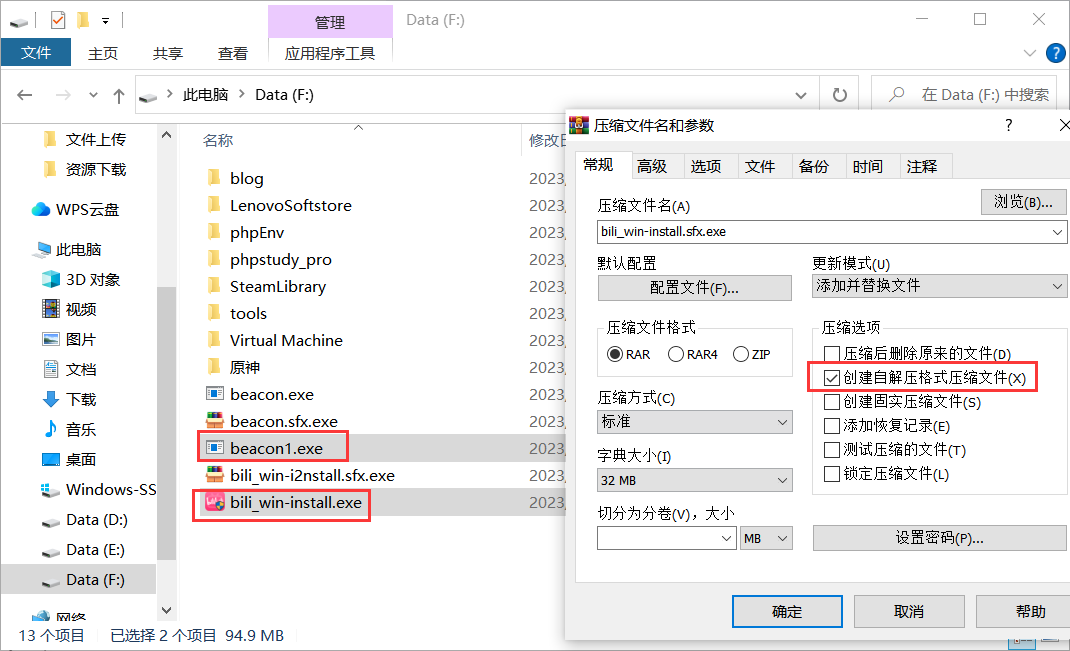 管理
Data (F:)
文件
主页
共享
查看
应用程序工具
此电脑
Data (F:)
在 Data (F:) 中搜索
文件上传
资源下载
WPS云盘
此电脑
3D 对象
视频
图片
文档
下载
音乐
桌面
Windows-SS
Data (D:)
Data (E:)
Data (F:)
网络
名称
修改日
blog
2023,
LenovoSoftstore
2023,
phpEnv
2023,
phpstudy_pro
2023,
SteamLibrary
2023,
tools
2023,
Virtual Machine
2023,
原神
2023,
beacon.exe
2023,
beacon.sfx.exe
2023,
beacon1.exe
2023,
bili_win-i2nstall.sfx.exe
2023,
bili_win-install.exe
2023,
13 个项目
已选择 2 个项目 94.9 MB
压缩文件名和参数
?
常规
高级
选项
文件
备份
时间
注释
压缩文件名(A)
浏览(B)...
bili_win-install.sfx.exe
默认配置
配置文件(F)...
更新模式(U)
添加并替换文件
压缩文件格式
RAR
RAR4
ZIP
压缩方式(C)
标准
字典大小(I)
32 MB
切分为分卷(V)，大小
MB
压缩选项
压缩后删除原来的文件(D)
创建自解压格式压缩文件(X)
创建固实压缩文件(S)
添加恢复记录(E)
测试压缩的文件(T)
锁定压缩文件(L)
设置密码(P)...
确定
取消
帮助